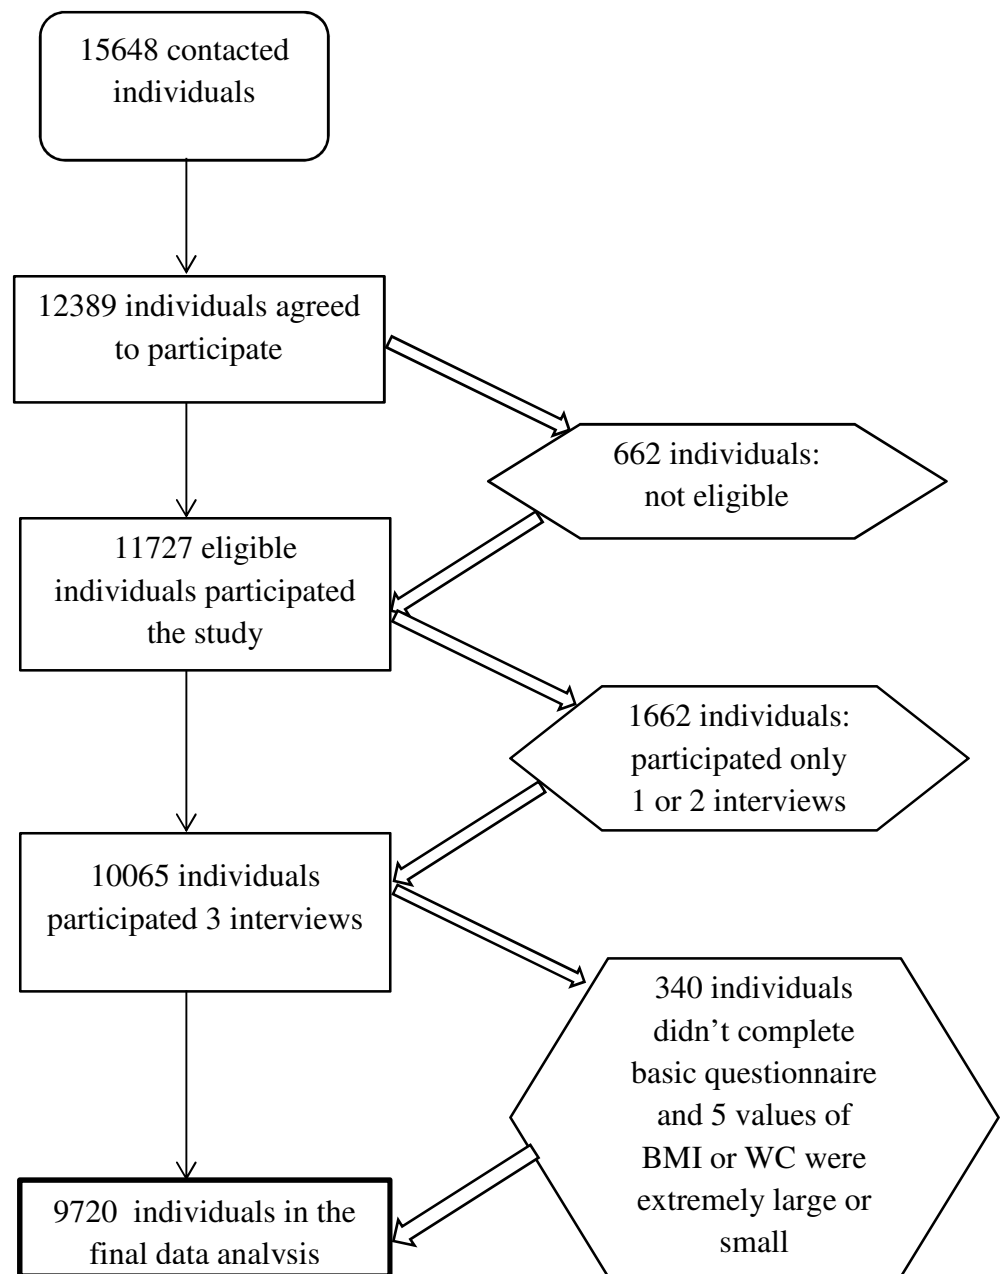 15648 contacted
individuals
12389 individuals agreed
to participate
662 individuals:
not eligible
11727 eligible
individuals participated
the study
1662 individuals:
participated only
1 or 2 interviews
10065 individuals
participated 3 interviews
340 individuals
didn’t complete
basic questionnaire
and 5 values of
BMI or WC were
extremely large or
small
9720 individuals in the
final data analysis